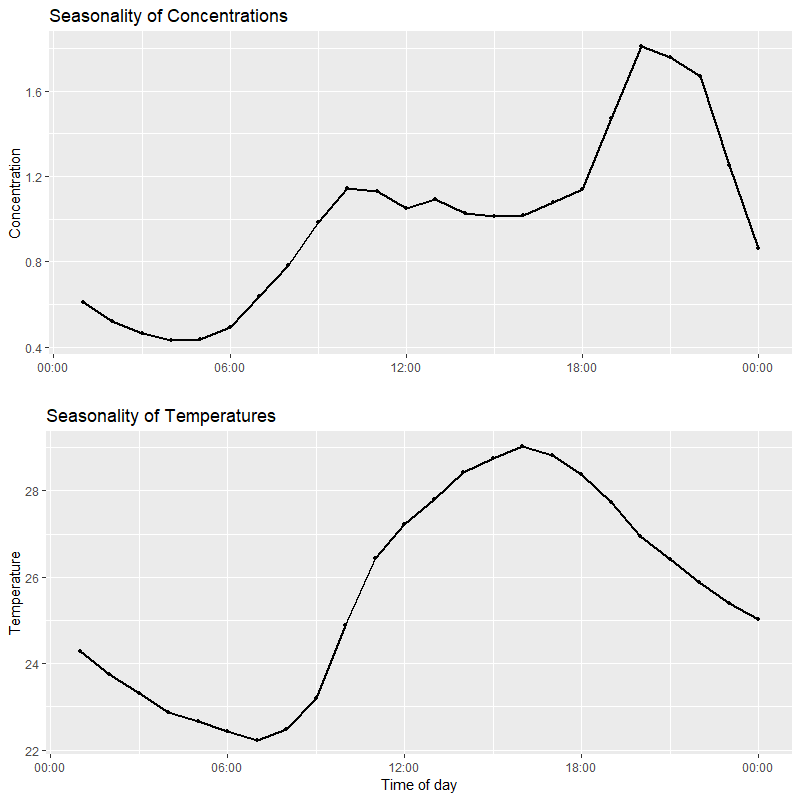 Seasonality of Concentrations
Concentration
1.6
1.2
0.8
0.4
00:00 06:00 12:00 18:00 00:00
Seasonality of Temperatures
Temperature
28
26
24
22
00:00 06:00 12:00 18:00 00:00
Time of day